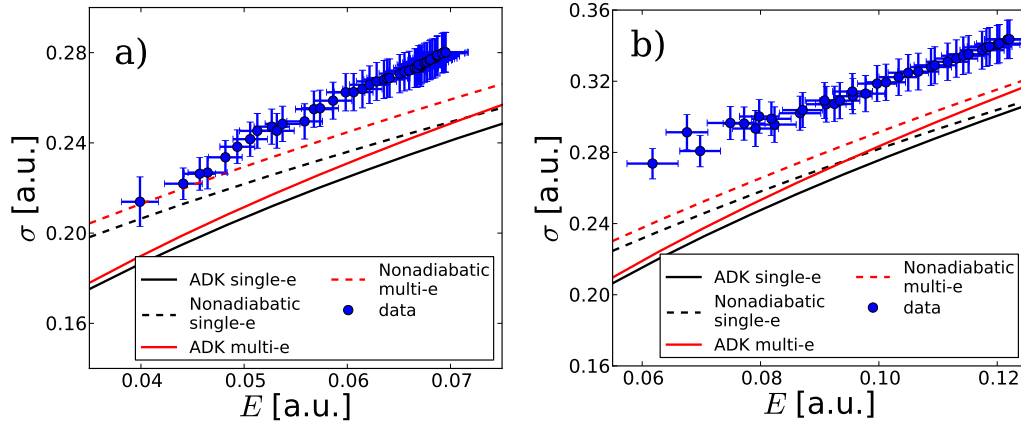 a)
0.28
0.24
0.20
0.16
σ [a.u.]
ADK single-e
Nonadiabatic
single-e
ADK multi-e
Nonadiabatic
multi-e
data
0.04 0.05 0.06 0.07
E [a.u.]
b)
0.36
0.32
0.28
0.24
0.20
0.16
σ [a.u.]
ADK single-e
Nonadiabatic
single-e
ADK multi-e
Nonadiabatic
multi-e
data
0.06 0.08 0.10 0.12
E [a.u.]